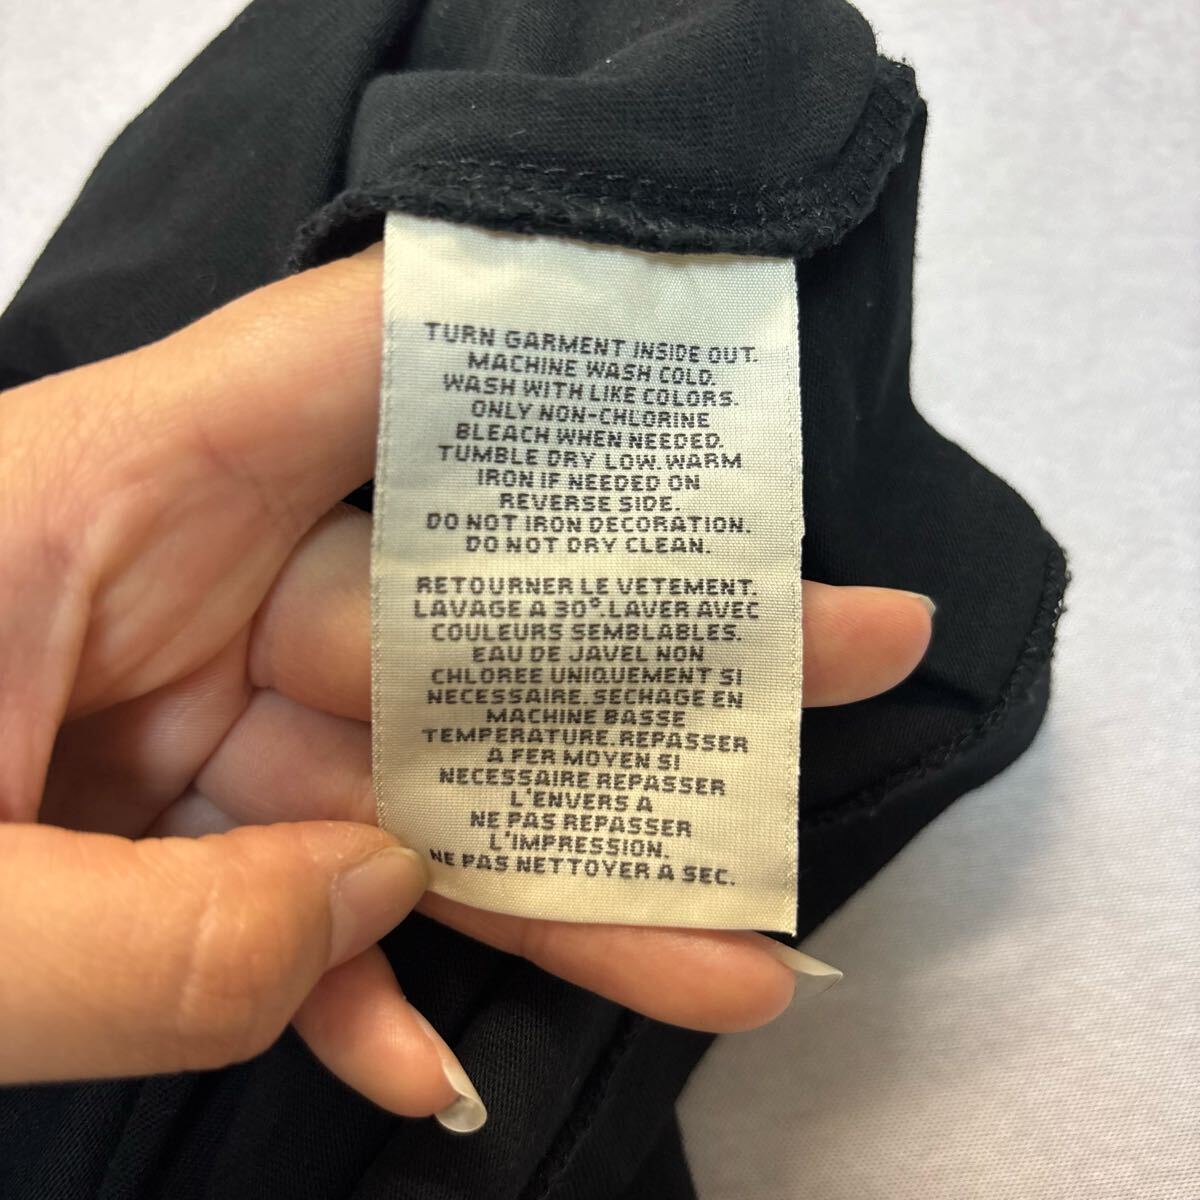 TURN GARMENT INSIDE OUT.
MACHINE WASH COLD.
WASH WITH LIKE COLORS.
ONLY NON-CHLORINE
BLEACH WHEN NEEDED.
TUMBLE DRY LOW. WARM
IRON IF NEEDED ON
REVERSE SIDE.
DO NOT IRON DECORATION.
DO NOT DRY CLEAN.
RETOURNER LE VETEMENT.
LAVAGE A 30°. LAVER AVEC
COULEURS SEMBLABLES.
EAU DE JAVEL NON
CHLOREE UNIQUEMENT SI
NECESSAIRE. SECHAGE EN
MACHINE BASSE
TEMPERATURE. REPASSER
A FER MOYEN SI
NECESSAIRE REPASSER
L'ENVERS A
NE PAS REPASSER
L'IMPRESSION.
NE PAS NETTOYER A SEC.